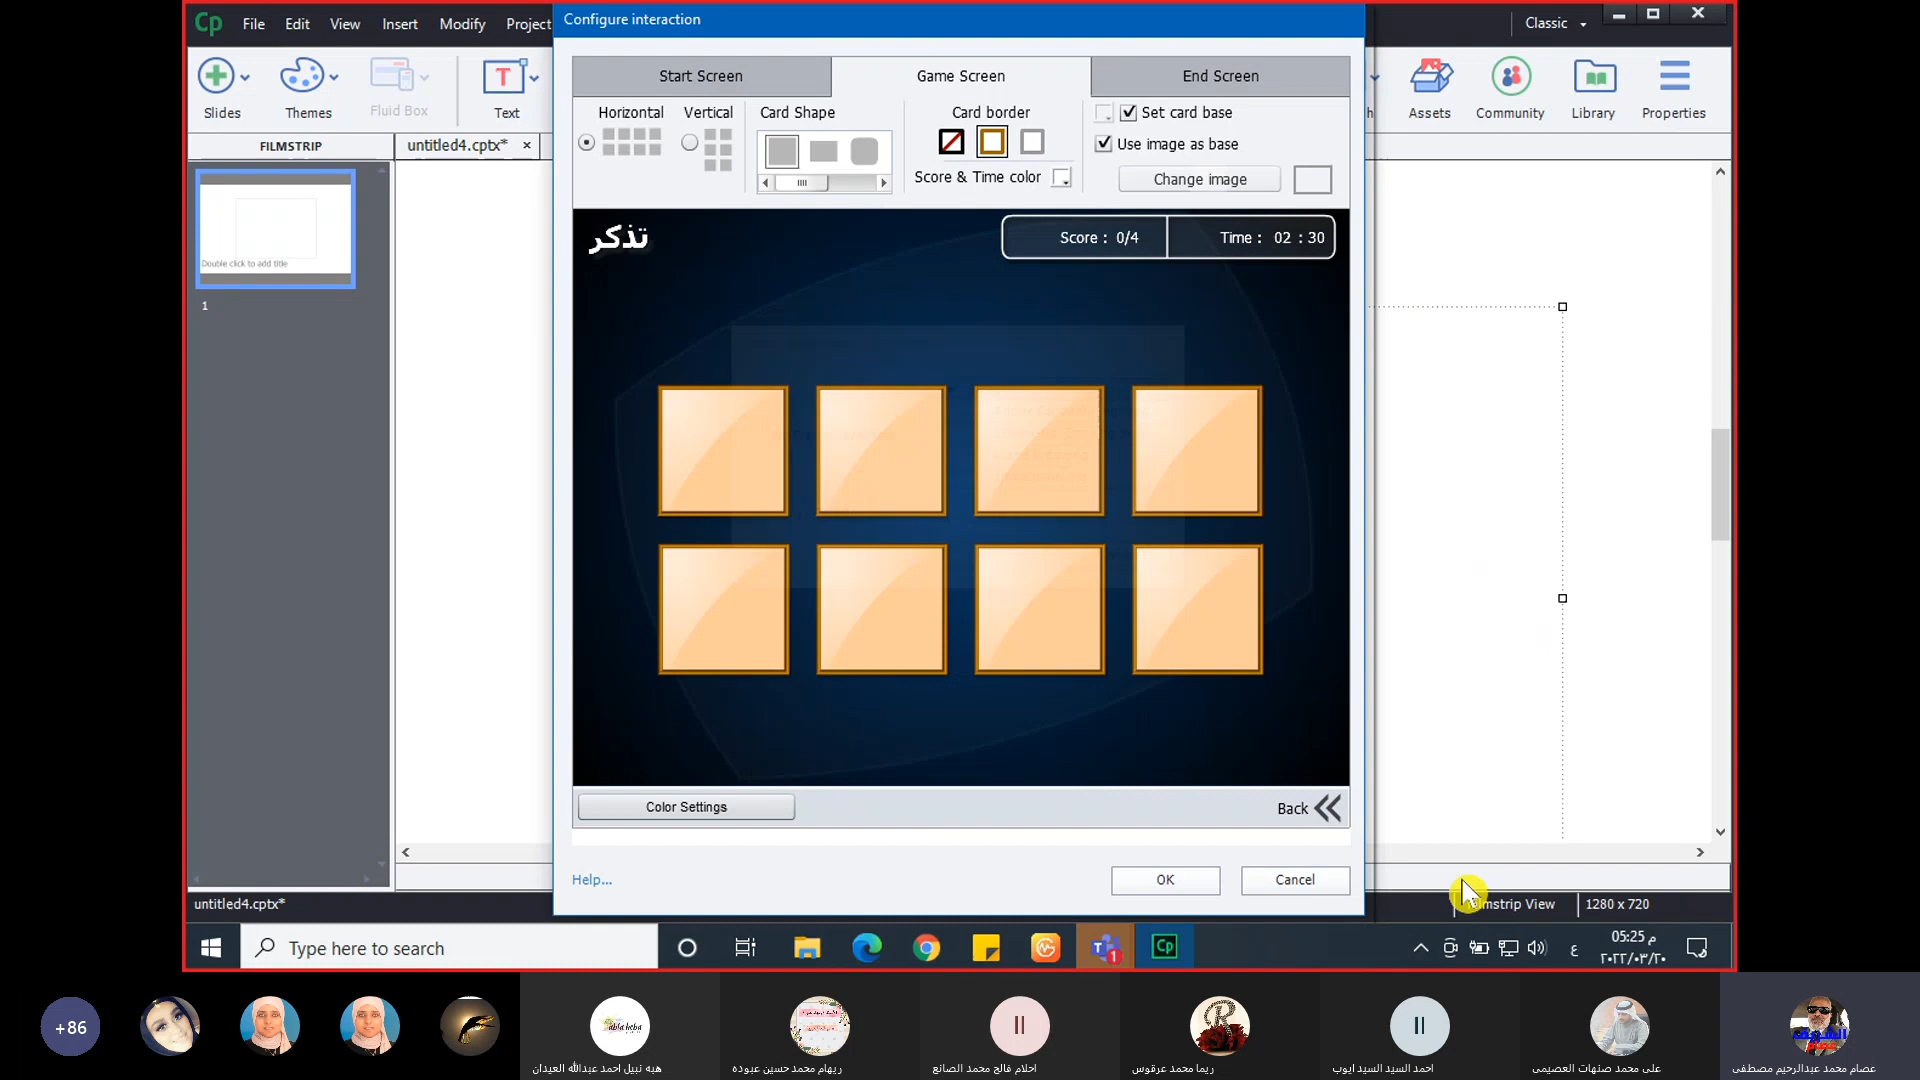 Cp File Edit View Insert Modify Project
Configure interaction
Classic
Slides Themes Fluid Box Text
Assets Community Library Properties
FILMSTRIP
untitled4.cptx*
Start Screen Game Screen End Screen
Horizontal Vertical Card Shape Card border Set card base
Use image as base
Score & Time color Change image
Double click to add title
1
تذكر
Score : 0/4 Time : 02 : 30
Color Settings Back
Help... OK Cancel
untitled4.cptx* Filmstrip View 1280 x 720
Type here to search
1
Cp
ع
05:25 م
٢٠٢٢/٠٣/٢٠
+86
هبه نبيل احمد عبدالله العيدان
ريهام محمد حسين عبوده
احلام فالح محمد الصانع
ريما محمد عرقوس
احمد السيد السيد ايوب
على محمد صنهات العصيمى
عصام محمد عبدالرحيم مصطفى